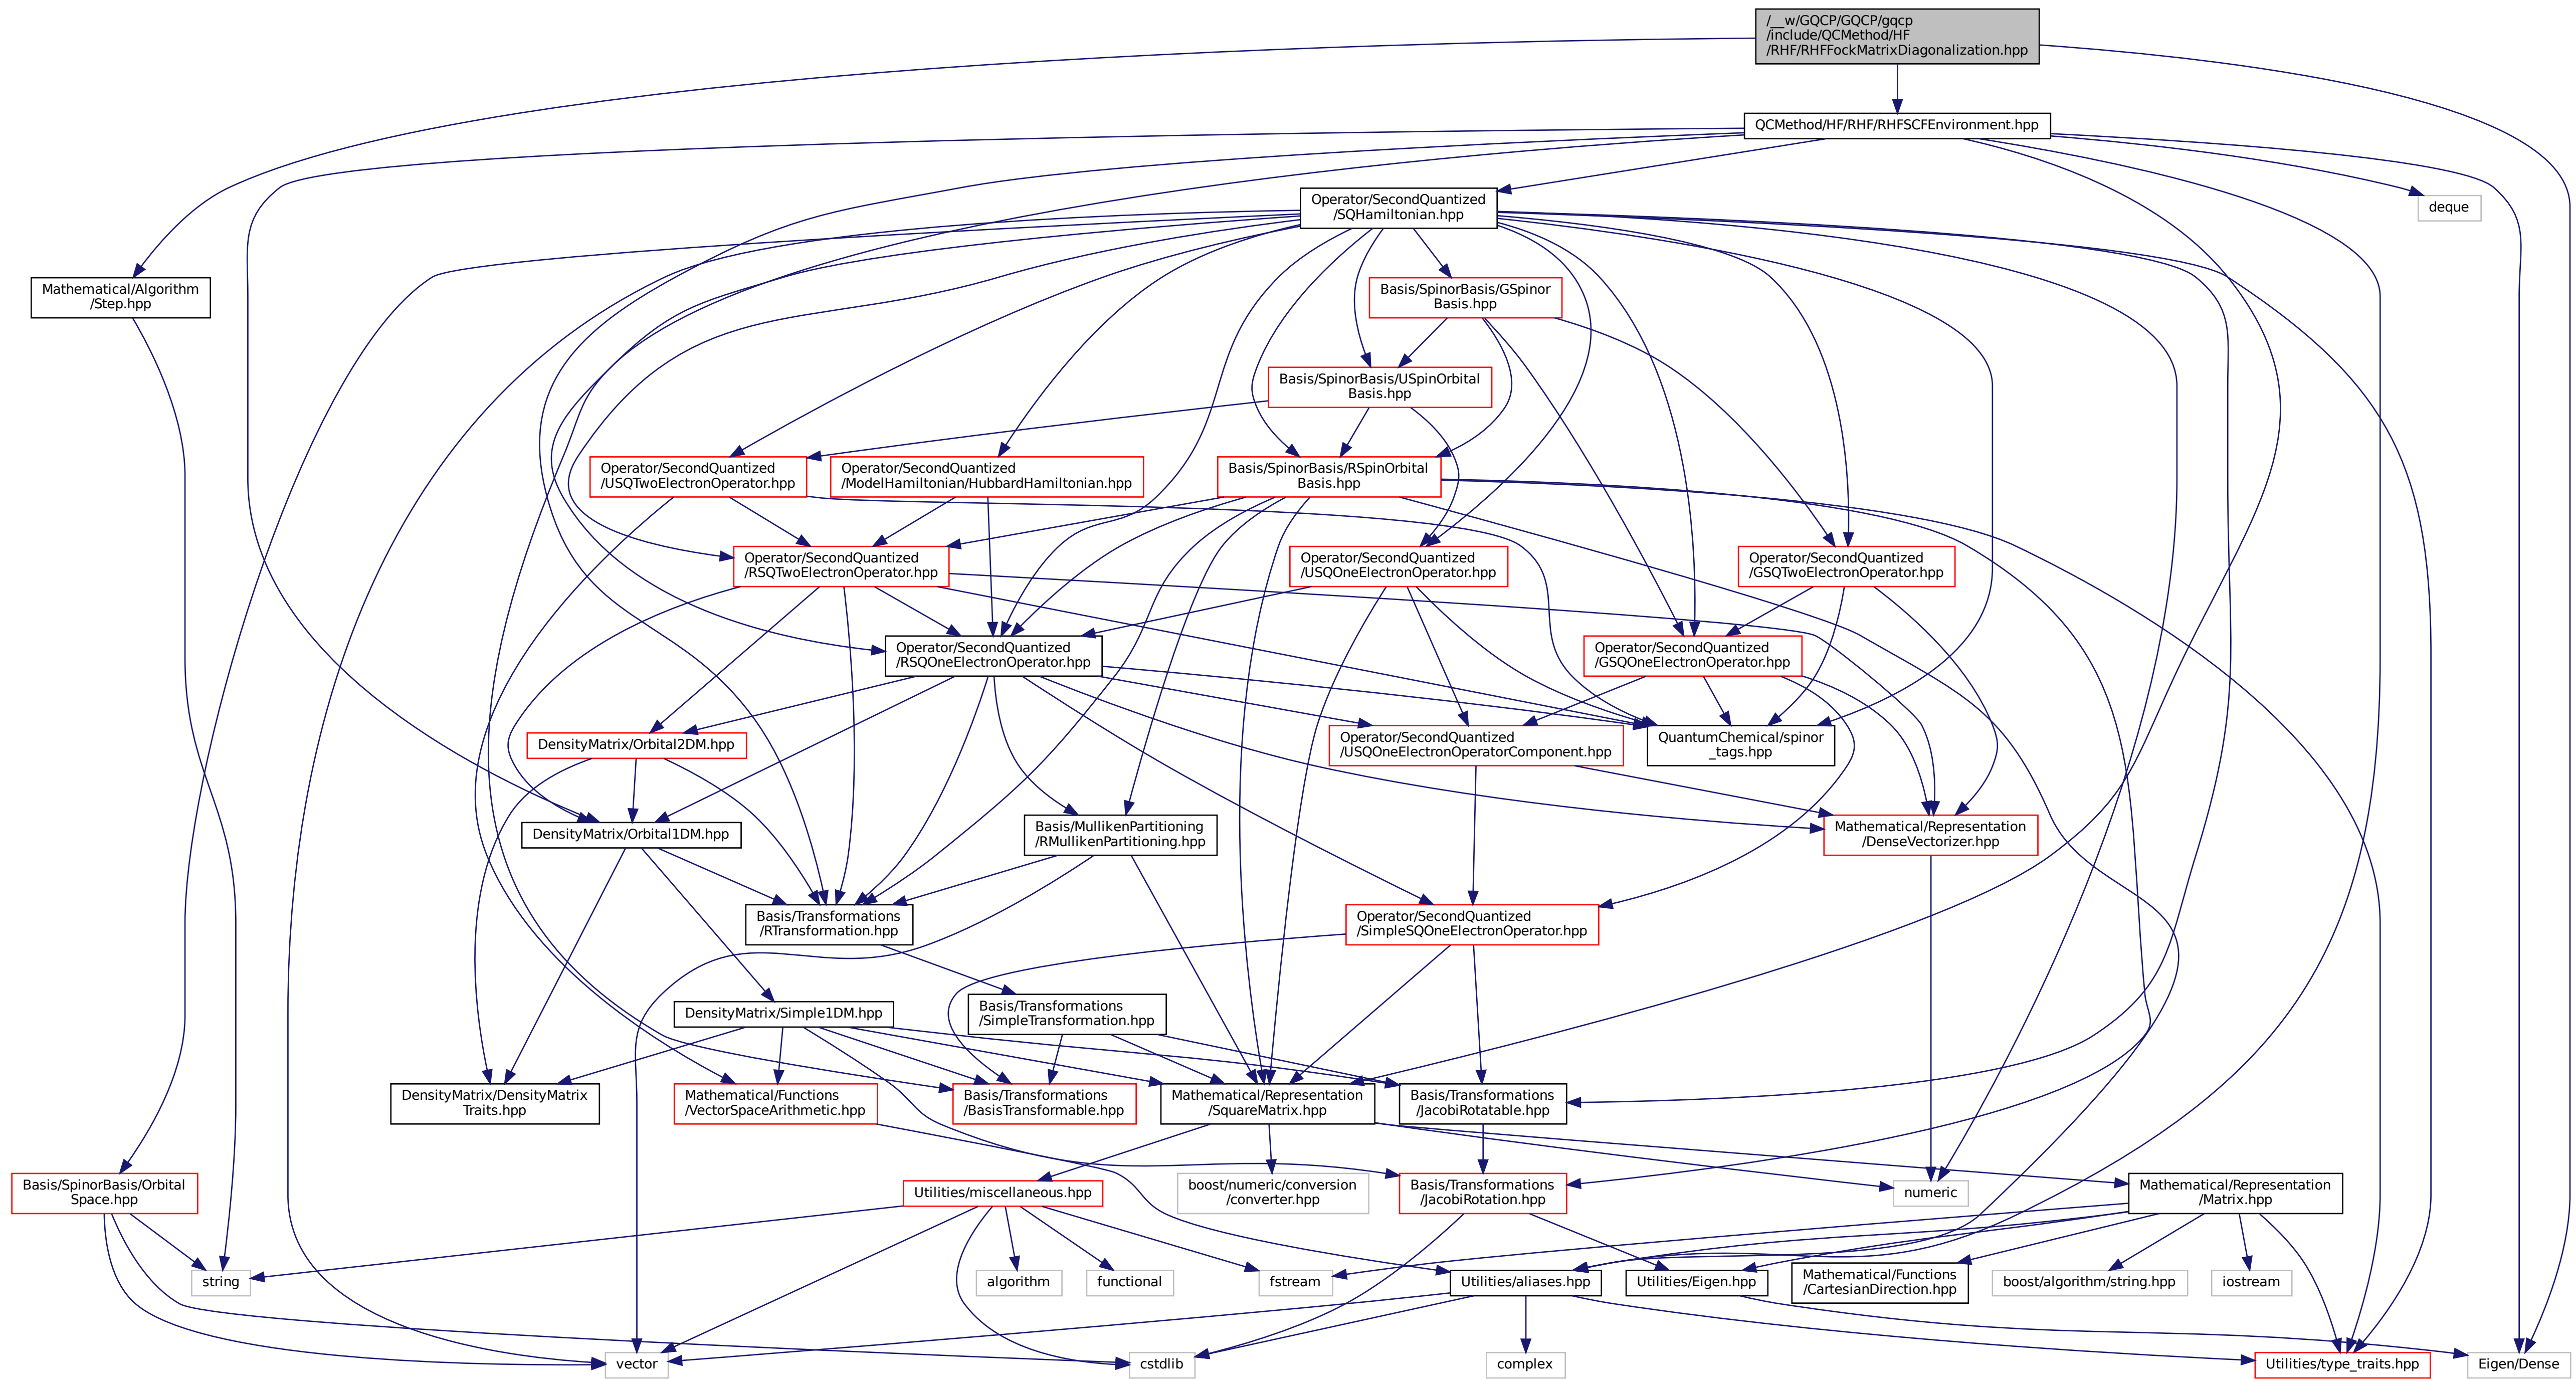 /__w/GQCP/GQCP/gqcp
/include/QCMethod/HF
/RHF/RHFFockMatrixDiagonalization.hpp
QCMethod/HF/RHF/RHFSCFEnvironment.hpp
Operator/SecondQuantized
/SQHamiltonian.hpp
deque
Mathematical/Algorithm
/Step.hpp
Basis/SpinorBasis/GSpinor
Basis.hpp
Basis/SpinorBasis/USpinOrbital
Basis.hpp
Operator/SecondQuantized
/USQTwoElectronOperator.hpp
Operator/SecondQuantized
/ModelHamiltonian/HubbardHamiltonian.hpp
Basis/SpinorBasis/RSpinOrbital
Basis.hpp
Operator/SecondQuantized
/RSQTwoElectronOperator.hpp
Operator/SecondQuantized
/USQOneElectronOperator.hpp
Operator/SecondQuantized
/GSQTwoElectronOperator.hpp
Operator/SecondQuantized
/RSQOneElectronOperator.hpp
Operator/SecondQuantized
/GSQOneElectronOperator.hpp
DensityMatrix/Orbital2DM.hpp
Operator/SecondQuantized
/USQOneElectronOperatorComponent.hpp
QuantumChemical/spinor
_tags.hpp
DensityMatrix/Orbital1DM.hpp
Basis/MullikenPartitioning
/RMullikenPartitioning.hpp
Mathematical/Representation
/DenseVectorizer.hpp
Basis/Transformations
/RTransformation.hpp
Operator/SecondQuantized
/SimpleSQOneElectronOperator.hpp
DensityMatrix/Simple1DM.hpp
Basis/Transformations
/SimpleTransformation.hpp
DensityMatrix/DensityMatrix
Traits.hpp
Mathematical/Functions
/VectorSpaceArithmetic.hpp
Basis/Transformations
/BasisTransformable.hpp
Mathematical/Representation
/SquareMatrix.hpp
Basis/Transformations
/JacobiRotatable.hpp
Basis/SpinorBasis/Orbital
Space.hpp
Utilities/miscellaneous.hpp
boost/numeric/conversion
/converter.hpp
Basis/Transformations
/JacobiRotation.hpp
numeric
Mathematical/Representation
/Matrix.hpp
string
algorithm
functional
fstream
Utilities/aliases.hpp
Utilities/Eigen.hpp
Mathematical/Functions
/CartesianDirection.hpp
boost/algorithm/string.hpp
iostream
vector
cstdlib
complex
Utilities/type_traits.hpp
Eigen/Dense